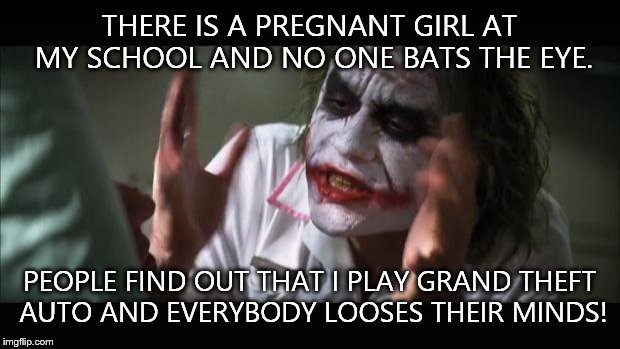 THERE IS A PREGNANT GIRL AT
MY SCHOOL AND NO ONE BATS THE EYE.
PEOPLE FIND OUT THAT I PLAY GRAND THEFT
AUTO AND EVERYBODY LOOSES THEIR MINDS!
imgflip.com